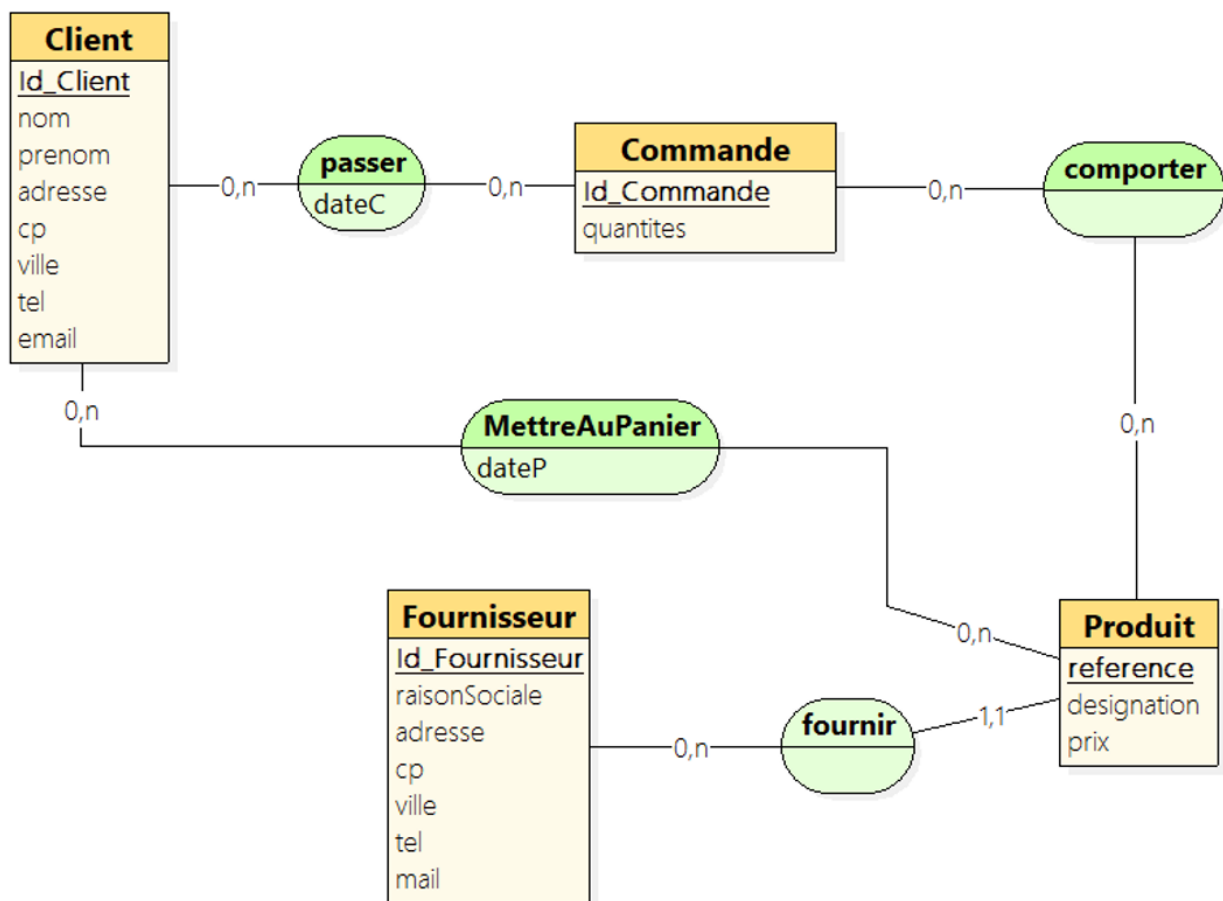 Client
Id_Client
nom
prenom
adresse
cp
ville
tel
email
0,n
passer
dateC
0,n
Commande
Id_Commande
quantites
0,n
comporter
0,n
0,n
MettreAuPanier
dateP
0,n
Fournisseur
Id_Fournisseur
raisonSociale
adresse
cp
ville
tel
mail
0,n
fournir
1,1
Produit
reference
designation
prix